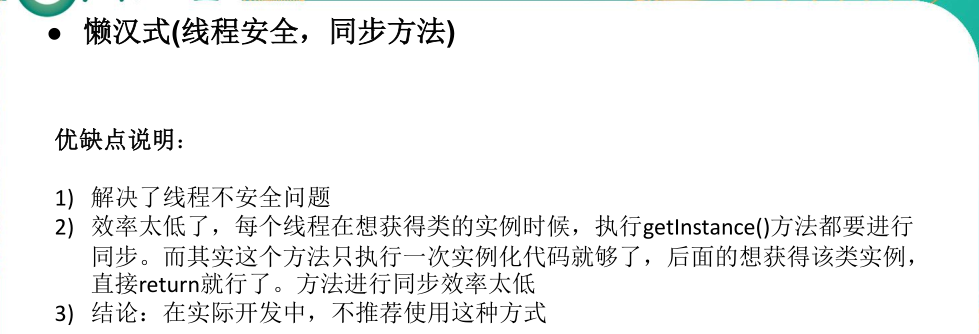 • 懒汉式(线程安全，同步方法)
优缺点说明：
1) 解决了线程不安全问题
2) 效率太低了，每个线程在想获得类的实例时候，执行getInstance()方法都要进行
同步。而其实这个方法只执行一次实例化代码就够了，后面的想获得该类实例，
直接return就行了。方法进行同步效率太低
3) 结论：在实际开发中，不推荐使用这种方式